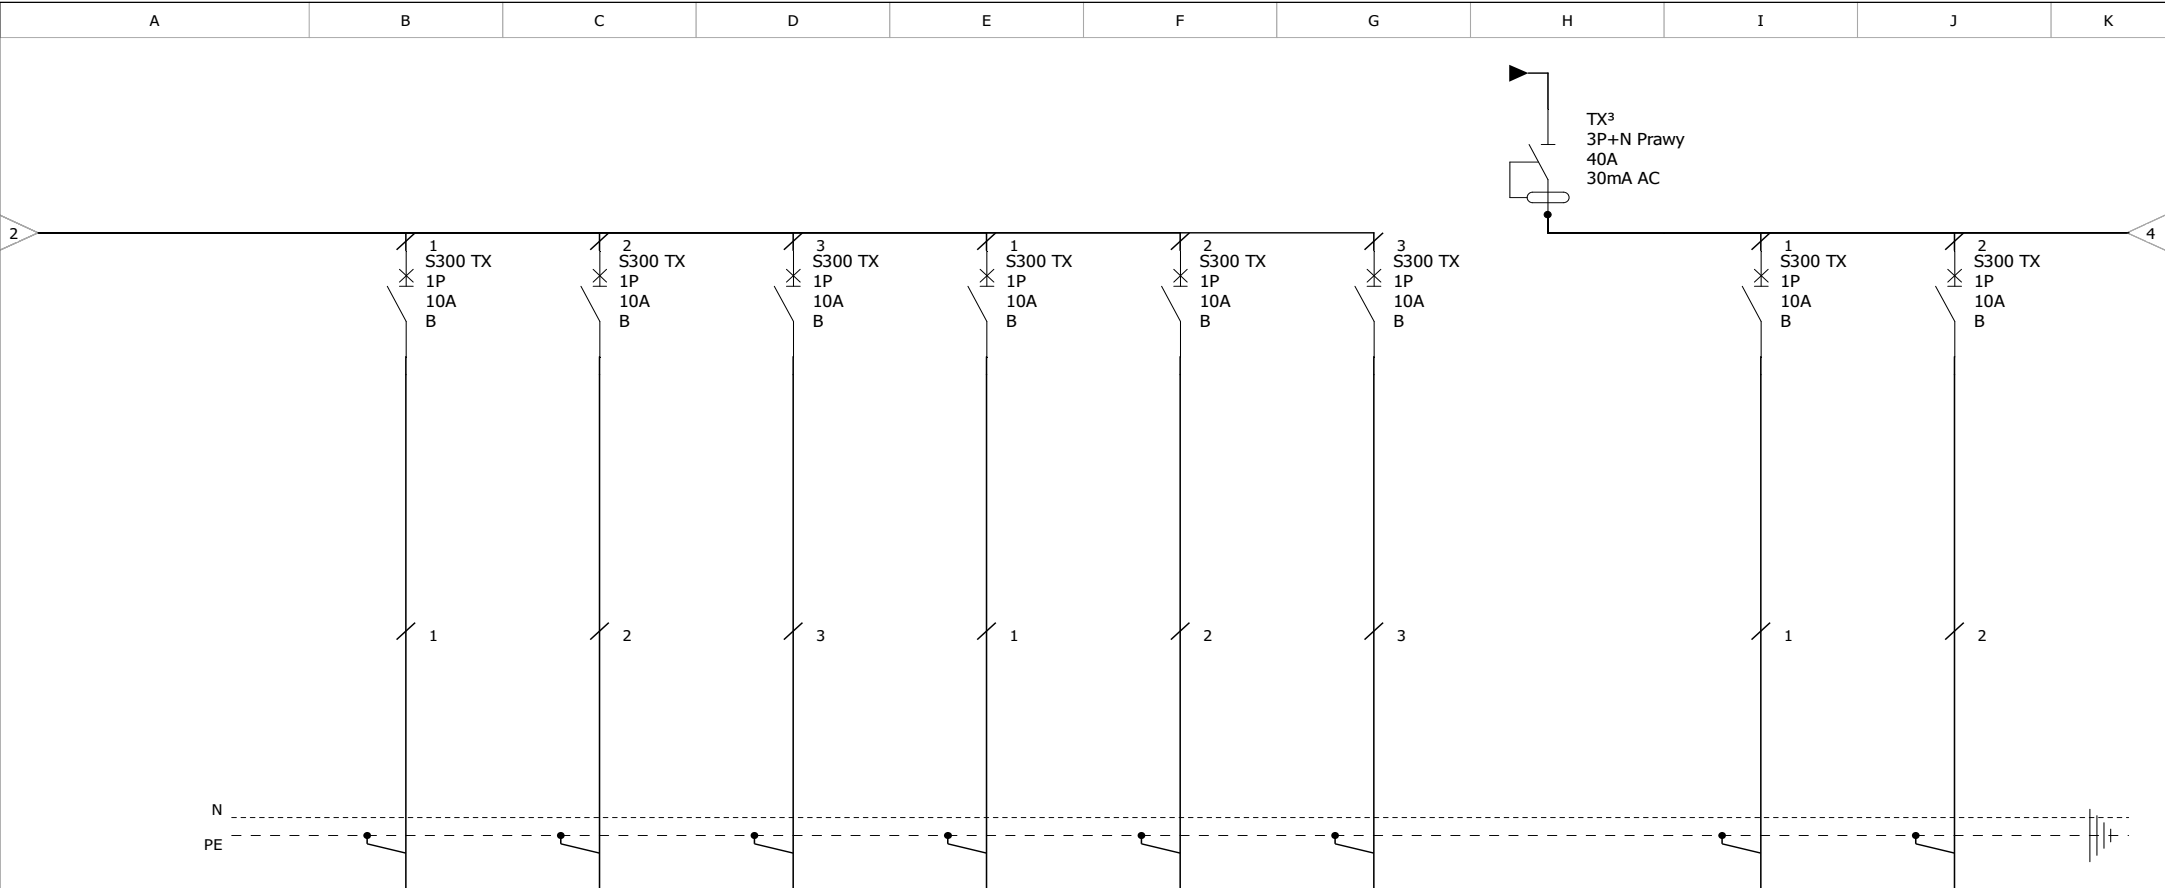 A B C D E F G H I J K
TX³
3P+N Prawy
40A
30mA AC
2 4
1 2 3 1 2 3 1 2
S300 TX S300 TX S300 TX S300 TX S300 TX S300 TX S300 TX S300 TX
1P 1P 1P 1P 1P 1P 1P 1P
10A 10A 10A 10A 10A 10A 10A 10A
B B B B B B B B
1 2 3 1 2 3 1 2
N
PE